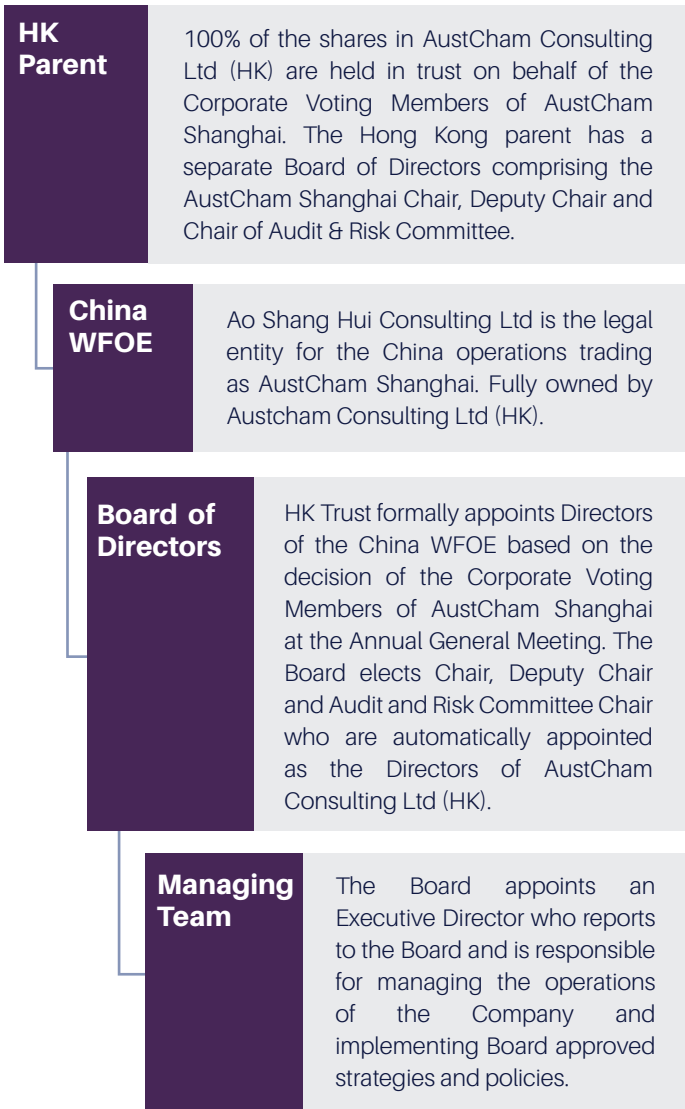 HK
Parent
100% of the shares in AustCham Consulting
Ltd (HK) are held in trust on behalf of the
Corporate Voting Members of AustCham
Shanghai. The Hong Kong parent has a
separate Board of Directors comprising the
AustCham Shanghai Chair, Deputy Chair and
Chair of Audit & Risk Committee.
China
WFOE
Ao Shang Hui Consulting Ltd is the legal
entity for the China operations trading
as AustCham Shanghai. Fully owned by
Austcham Consulting Ltd (HK).
Board of
Directors
HK Trust formally appoints Directors
of the China WFOE based on the
decision of the Corporate Voting
Members of AustCham Shanghai
at the Annual General Meeting. The
Board elects Chair, Deputy Chair
and Audit and Risk Committee Chair
who are automatically appointed
as the Directors of AustCham
Consulting Ltd (HK).
Managing
Team
The Board appoints an
Executive Director who reports
to the Board and is responsible
for managing the operations
of the Company and
implementing Board approved
strategies and policies.